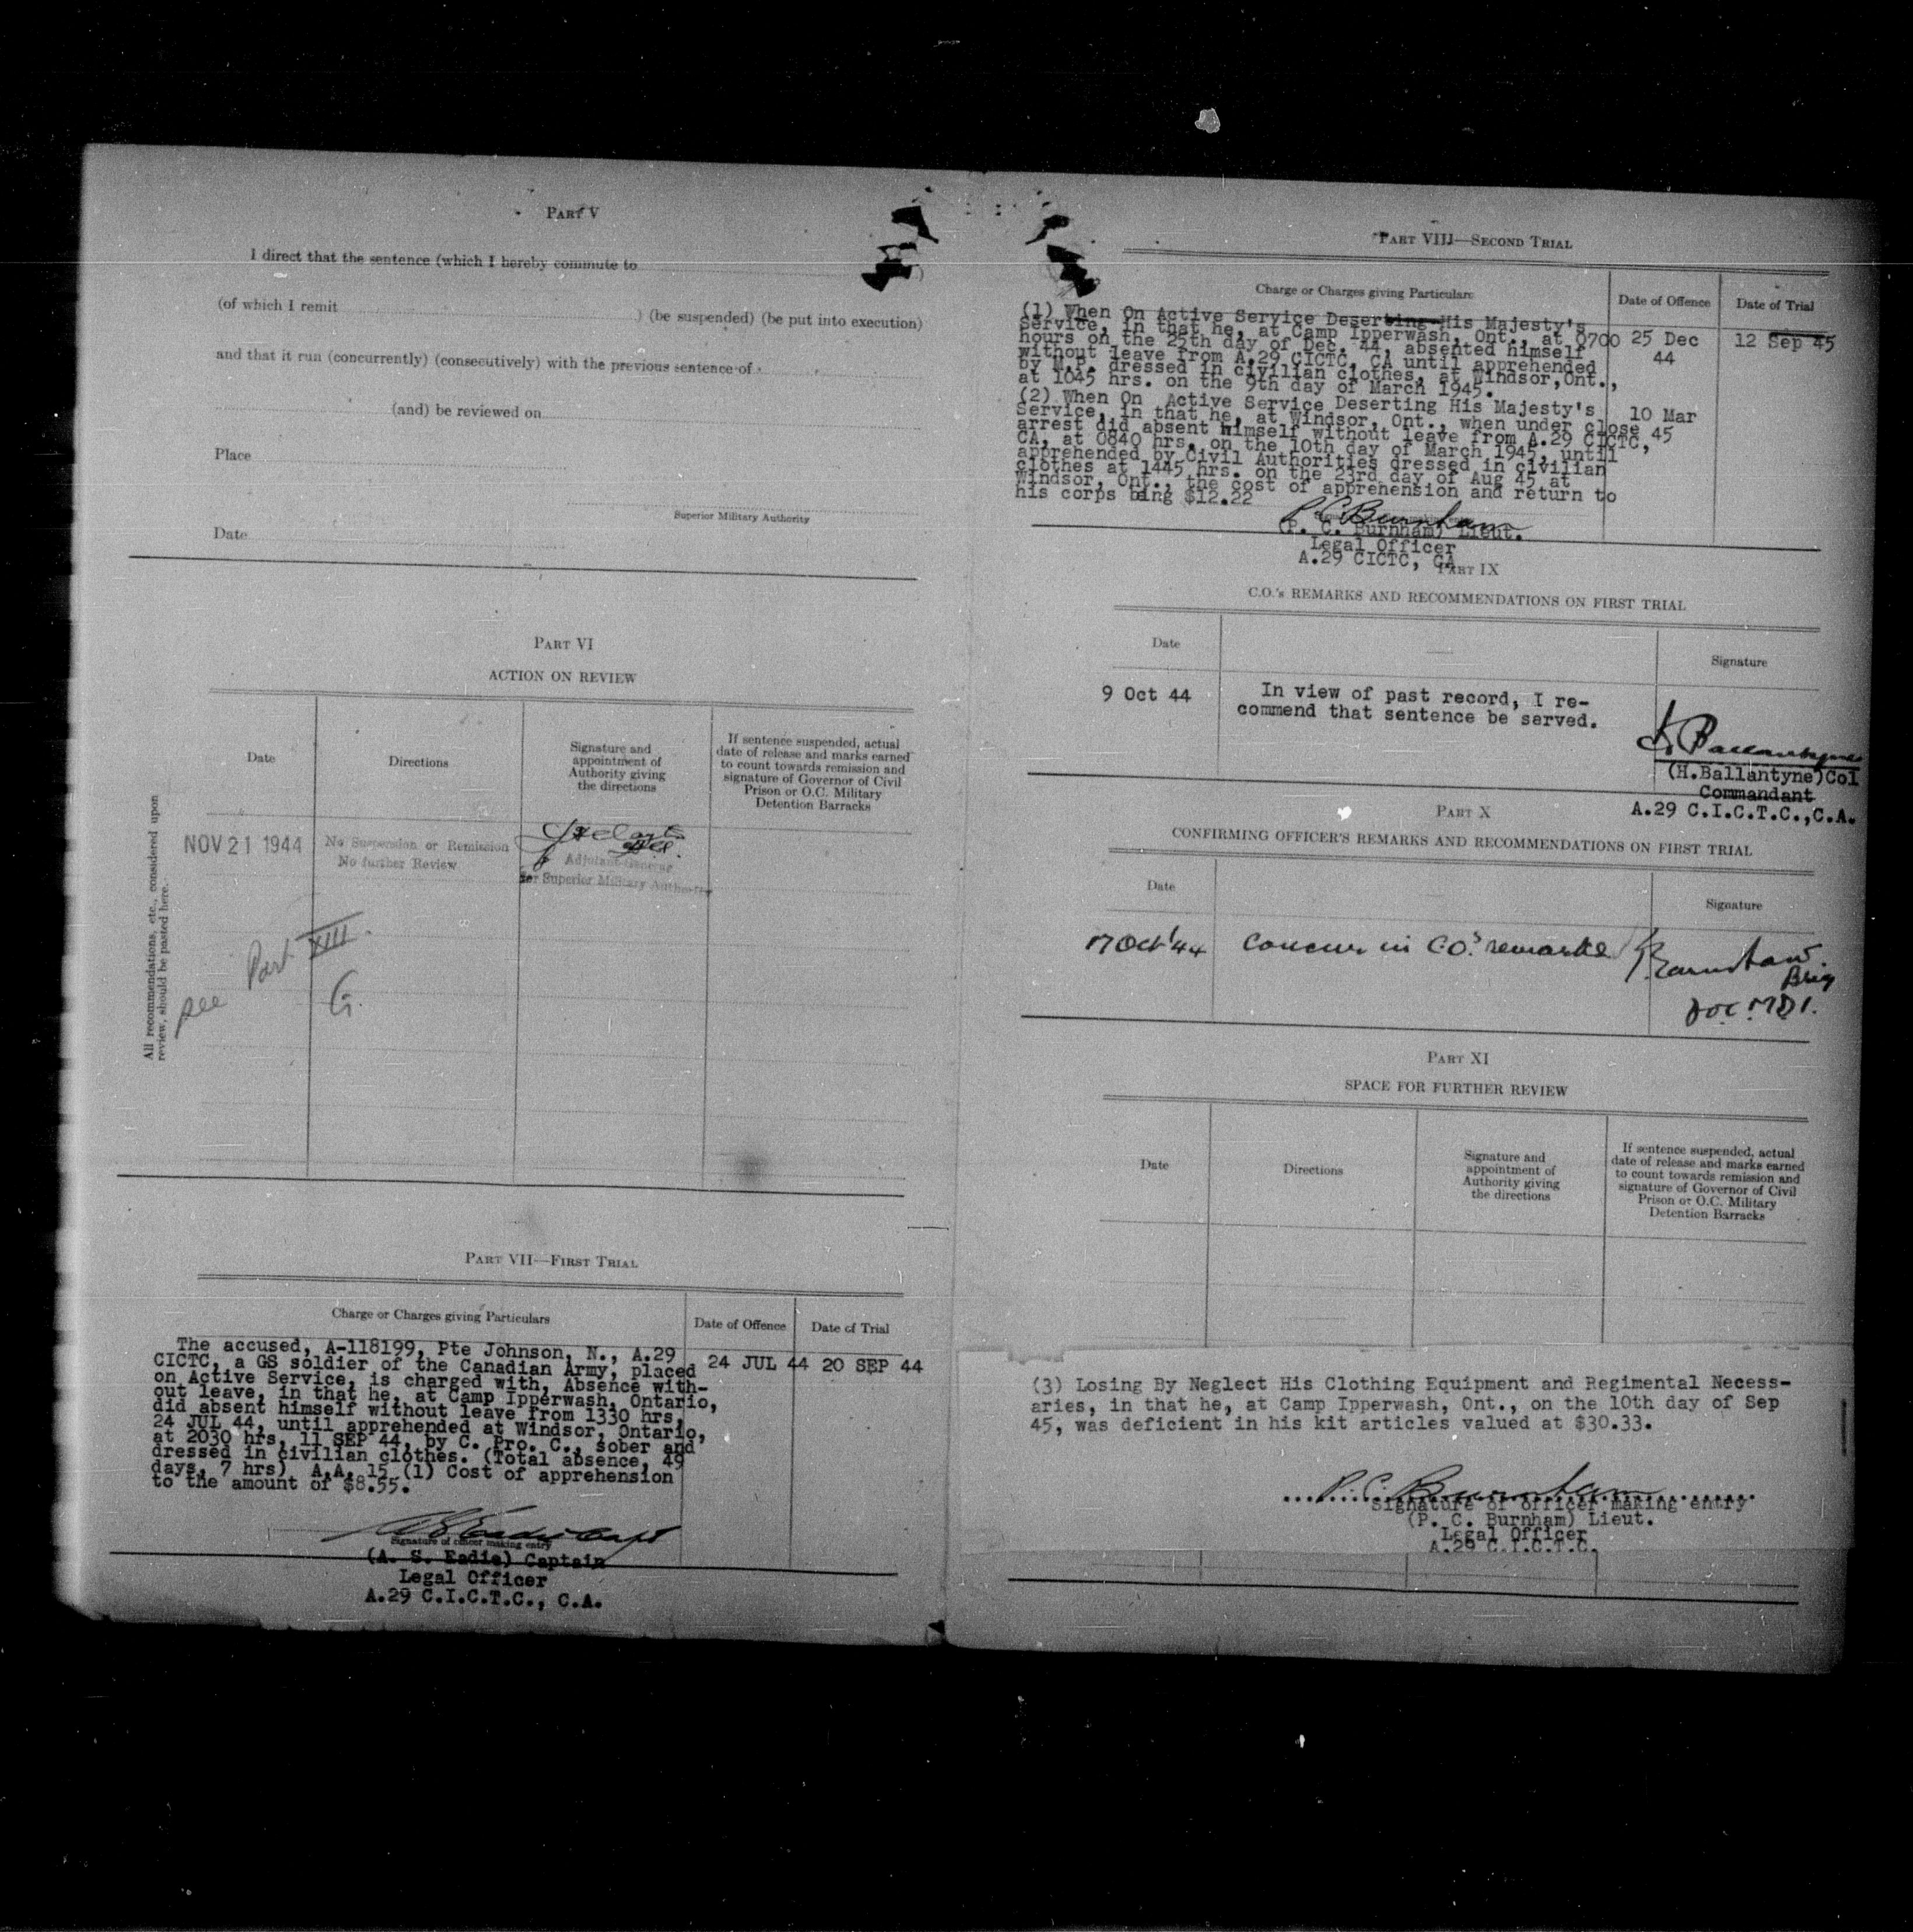 PART V
I direct that the sentence (which I hereby commute to
)
(of which I remit ) (be suspended) (be put into execution)
and that it run (concurrently) (consecutively) with the previous sentence of
(and) be reviewed on
Place
Superior Military Authority
Date
PART VI
ACTION ON REVIEW
Date
Directions
Signature and
appointment of
Authority giving
the directions
If sentence suspended, actual
date of release and marks earned
to count towards remission and
signature of Governor of Civil
Prison or O.C. Military
Detention Barracks
All recommendations, etc., considered upon
review, should be pasted here.
NOV 21 1944
No Suspension or Remission
No further Review
Adjutant-General
for Superior Military Authority
see Part XIII.
G.
PART VII—FIRST TRIAL
Charge or Charges giving Particulars
Date of Offence
Date of Trial
The accused, A-118199, Pte Johnson, N., A.29
CICTC, a GS soldier of the Canadian Army, placed
on Active Service, is charged with, Absence with-
out leave, in that he, at Camp Ipperwash, Ontario,
did absent himself without leave from 1330 hrs,
24 JUL 44, until apprehended at Windsor, Ontario,
at 2030 hrs, 11 SEP 44, by C. Pro. C., sober and
dressed in civilian clothes. (Total absence, 49
days, 7 hrs) A.A. 15 (1) Cost of apprehension
to the amount of $8.55.
24 JUL 44
20 SEP 44
Signature of officer making entry
(A. S. Eadie) Captain
Legal Officer
A.29 C.I.C.T.C., C.A.
PART VIII—SECOND TRIAL
Charge or Charges giving Particulars
Date of Offence
Date of Trial
(1) When On Active Service Deserting His Majesty's
Service, in that he, at Camp Ipperwash, Ont., at 0700
hours on the 25th day of Dec. 44, absented himself
without leave from A.29 CICTC, CA until apprehended
by M.P. dressed in civilian clothes, at Windsor,Ont.,
at 1045 hrs. on the 9th day of March 1945.
25 Dec
44
12 Sep 45
(2) When On Active Service Deserting His Majesty's
Service, in that he, at Windsor, Ont., when under close
arrest did absent himself without leave from A.29 CICTC,
CA, at 0840 hrs. on the 10th day of March 1945, until
apprehended by Civil Authorities dressed in civilian
clothes at 1445 hrs. on the 23rd day of Aug 45 at
Windsor, Ont., the cost of apprehension and return to
his corps being $12.22
10 Mar
45
P. C. Burnham
(P. C. Burnham) Lieut.
Legal Officer
A.29 CICTC, CA
PART IX
C.O.'s REMARKS AND RECOMMENDATIONS ON FIRST TRIAL
Date
Signature
9 Oct 44
In view of past record, I re-
commend that sentence be served.
H. Ballantyne
(H.Ballantyne)Col
Commandant
A.29 C.I.C.T.C.,C.A.
PART X
CONFIRMING OFFICER'S REMARKS AND RECOMMENDATIONS ON FIRST TRIAL
Date
Signature
17 Oct '44
Concur in CO's remarks
Brig
DOC MD 1.
PART XI
SPACE FOR FURTHER REVIEW
Date
Directions
Signature and
appointment of
Authority giving
the directions
If sentence suspended, actual
date of release and marks earned
to count towards remission and
signature of Governor of Civil
Prison or O.C. Military
Detention Barracks
(3) Losing By Neglect His Clothing Equipment and Regimental Necess-
aries, in that he, at Camp Ipperwash, Ont., on the 10th day of Sep
45, was deficient in his kit articles valued at $30.33.
P. C. Burnham
Signature of officer making entry
(P. C. Burnham) Lieut.
Legal Officer
A.29 C.I.C.T.C.